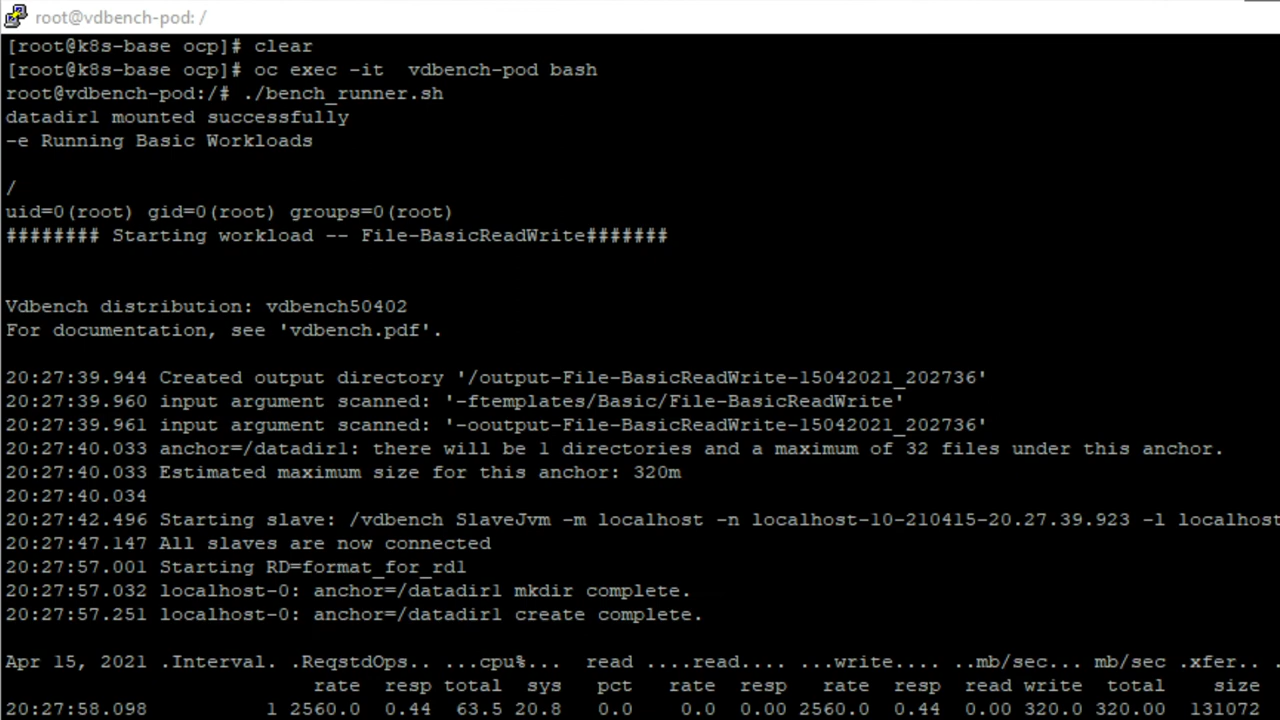 root@vdbench-pod: /
[root@k8s-base ocp]# clear
[root@k8s-base ocp]# oc exec -it  vdbench-pod bash
root@vdbench-pod:/# ./bench_runner.sh
datadir1 mounted successfully
-e Running Basic Workloads
/
uid=0(root) gid=0(root) groups=0(root)
######## Starting workload -- File-BasicReadWrite#######
Vdbench distribution: vdbench50402
For documentation, see 'vdbench.pdf'.
20:27:39.944 Created output directory '/output-File-BasicReadWrite-15042021_202736'
20:27:39.960 input argument scanned: '-ftemplates/Basic/File-BasicReadWrite'
20:27:39.961 input argument scanned: '-ooutput-File-BasicReadWrite-15042021_202736'
20:27:40.033 anchor=/datadir1: there will be 1 directories and a maximum of 32 files under this anchor.
20:27:40.033 Estimated maximum size for this anchor: 320m
20:27:40.034
20:27:42.496 Starting slave: /vdbench SlaveJvm -m localhost -n localhost-10-210415-20.27.39.923 -l localhost
20:27:47.147 All slaves are now connected
20:27:57.001 Starting RD=format_for_rd1
20:27:57.032 localhost-0: anchor=/datadir1 mkdir complete.
20:27:57.251 localhost-0: anchor=/datadir1 create complete.
Apr 15, 2021 .Interval. .ReqstdOps.. ...cpu%...  read ....read.... ...write.... ..mb/sec... mb/sec .xfer.. .
rate  resp total  sys   pct   rate  resp   rate  resp  read write  total    size
20:27:58.098          1 2560.0  0.44  63.5 20.8   0.0    0.0  0.00 2560.0  0.44  0.00 320.0 320.00  131072